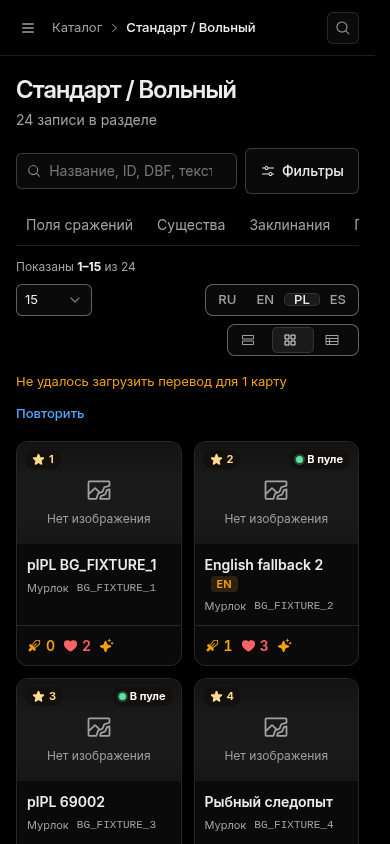 Каталог > Стандарт / Вольный
Стандарт / Вольный
24 записи в разделе
Название, ID, DBF, текст
Фильтры
Поля сражений Существа Заклинания
Показаны 1–15 из 24
15 RU EN PL ES
Не удалось загрузить перевод для 1 карту
Повторить
1
Нет изображения
plPL BG_FIXTURE_1
Мурлок BG_FIXTURE_1
0 2
2 В пуле
Нет изображения
English fallback 2
EN
Мурлок BG_FIXTURE_2
1 3
3 В пуле
Нет изображения
plPL 69002
Мурлок BG_FIXTURE_3
4
Нет изображения
Рыбный следопыт
Мурлок BG_FIXTURE_4